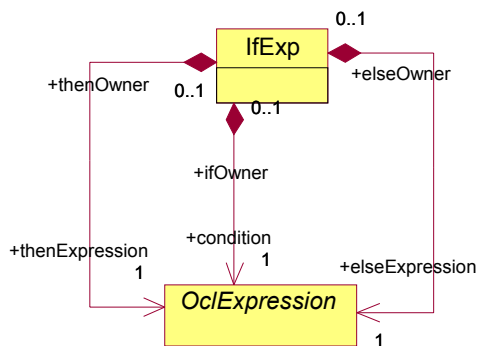 0..1
IfExp
+thenOwner
+elseOwner
0..1
0..1
+ifOwner
+thenExpression
+condition
1
1
+elseExpression
OclExpression
1